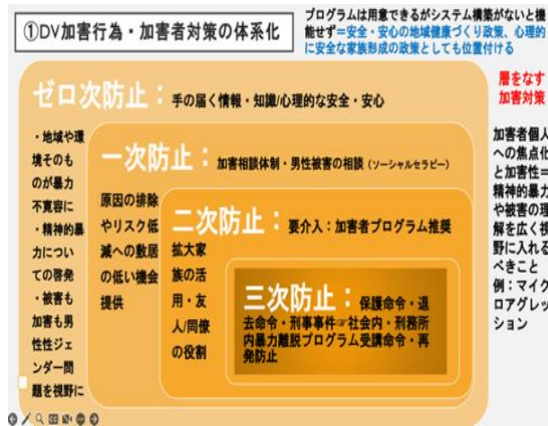 ①DV加害行為・加害者対策の体系化
プログラムは用意できるがシステム構築がないと機
能せず＝安全・安心の地域健康づくり政策、心理的
に安全な家族形成の政策としても位置付ける
ゼロ次防止：手の届く情報・知識/心理的な安全・安心
・地域や環
境そのも
のが暴力
不寛容に
・精神的暴
力につい
ての啓発
・被害も
加害も男
性性ジェ
ンダー問
題を視野に
一次防止：加害相談体制・男性被害の相談（ソーシャルセラピー）
原因の排除
やリスク低
減への敷居
の低い機会
提供
二次防止：要介入：加害者プログラム推奨
拡大家
族の活
用・友
人/同僚
の役割
三次防止：保護命令・退
去命令・刑事事件☞社会内・刑務所
内暴力離脱プログラム受講命令・再
発防止
層をなす
加害対策
加害者個人
への焦点化
と加害性＝
精神的暴力
や被害の理
解を広く視
野に入れる
べきこと
例：マイク
ロアグレッ
ション